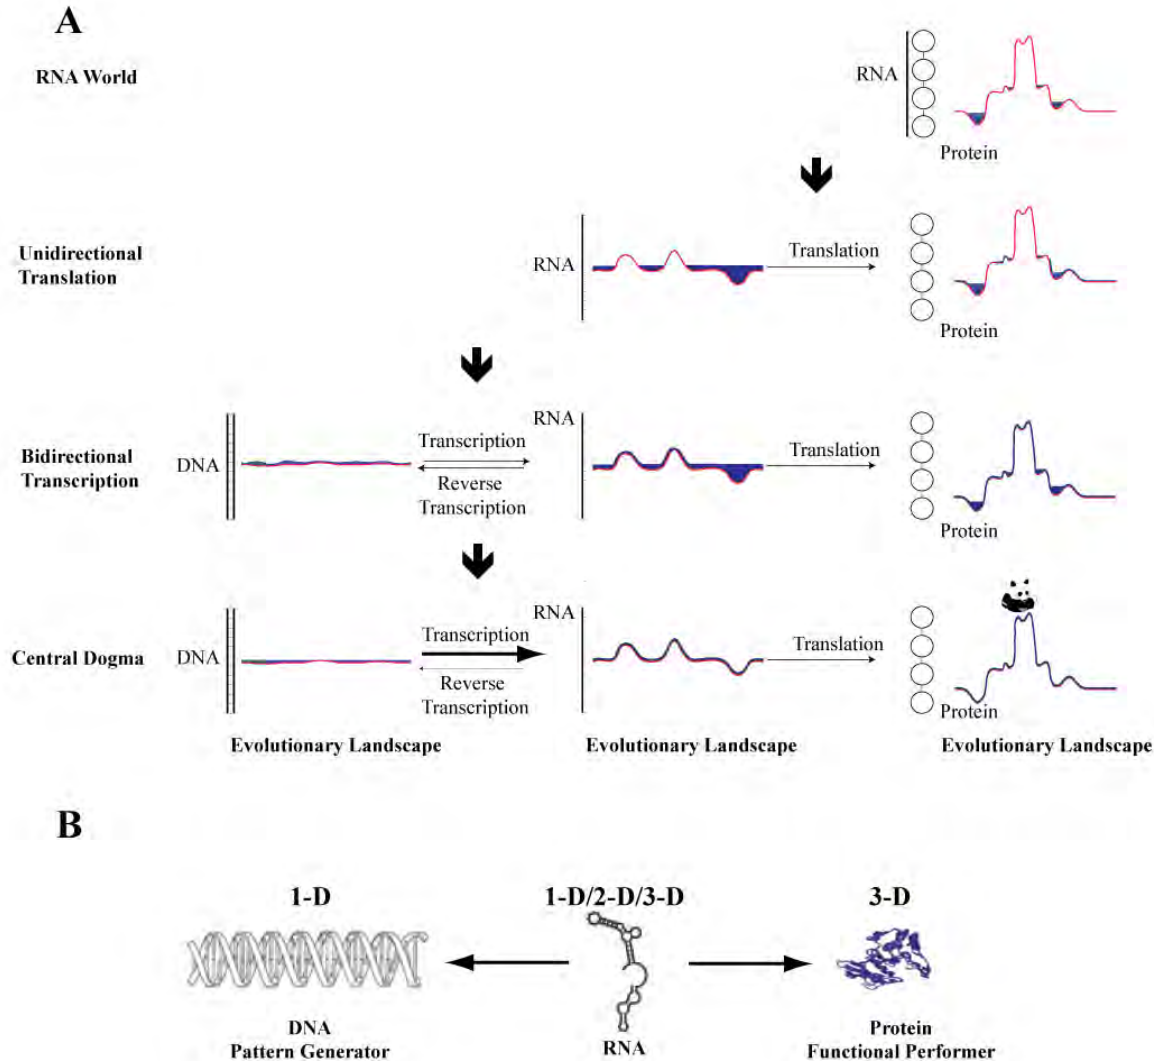 A
RNA World
RNA
Protein
Unidirectional
Translation
RNA
Translation
Protein
Bidirectional
Transcription
DNA
Transcription
Reverse
Transcription
RNA
Translation
Protein
Central Dogma
DNA
Transcription
Reverse
Transcription
RNA
Translation
Protein
Evolutionary Landscape
Evolutionary Landscape
Evolutionary Landscape
B
1-D
1-D/2-D/3-D
3-D
DNA
Pattern Generator
RNA
Protein
Functional Performer